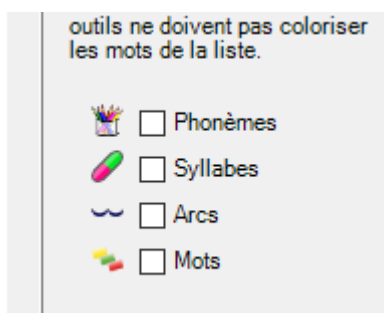 outils ne doivent pas coloriser
les mots de la liste.
Phonèmes
Syllabes
Arcs
Mots